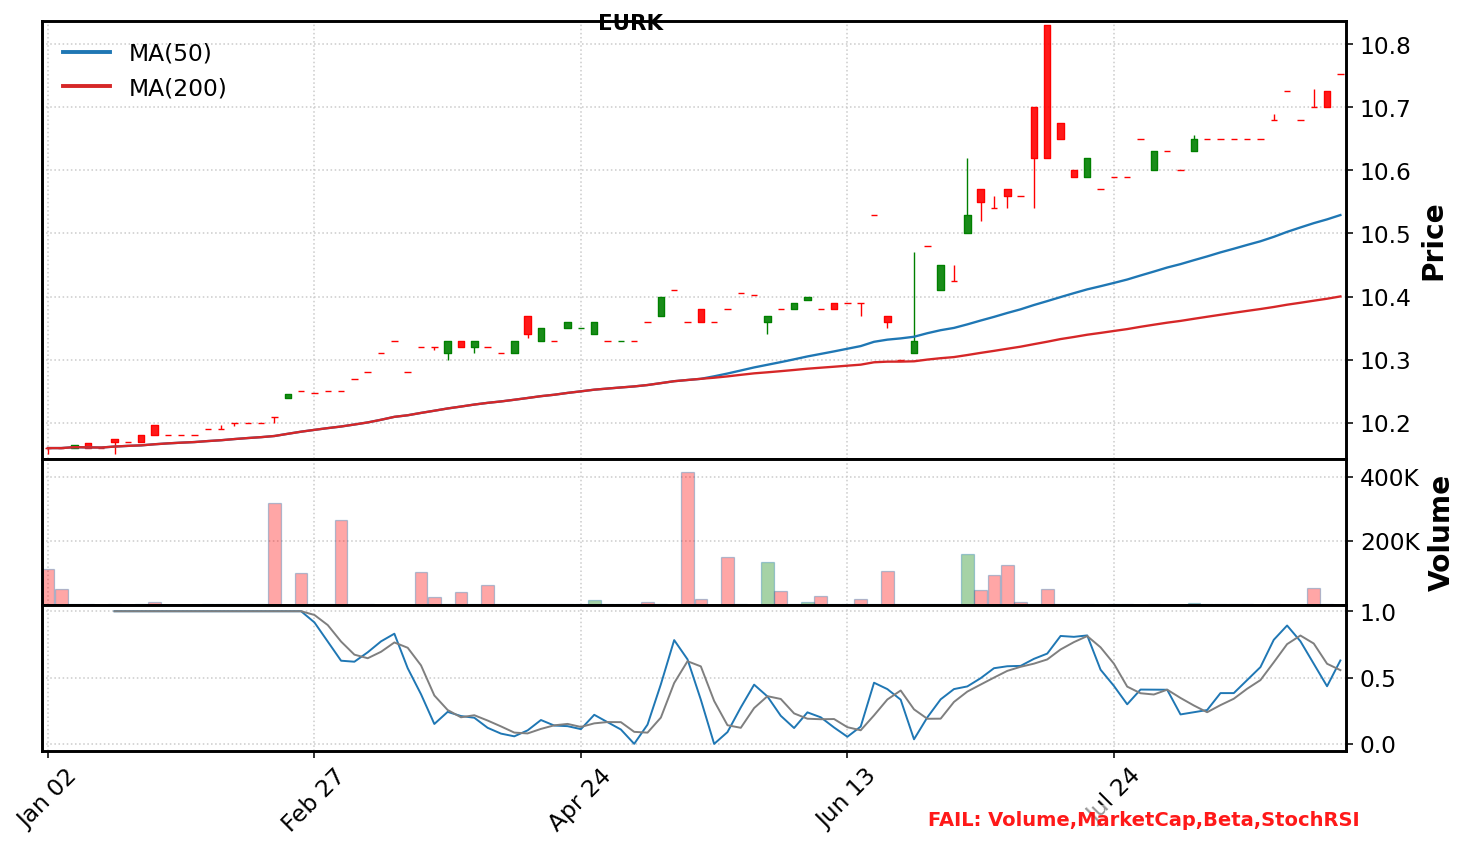 EURK
MA(50)
MA(200)
10.8
10.7
10.6
10.5
10.4
10.3
10.2
Price
400K
200K
Volume
1.0
0.5
0.0
Jan 02
Feb 27
Apr 24
Jun 13
Jul 24
FAIL: Volume,MarketCap,Beta,StochRSI